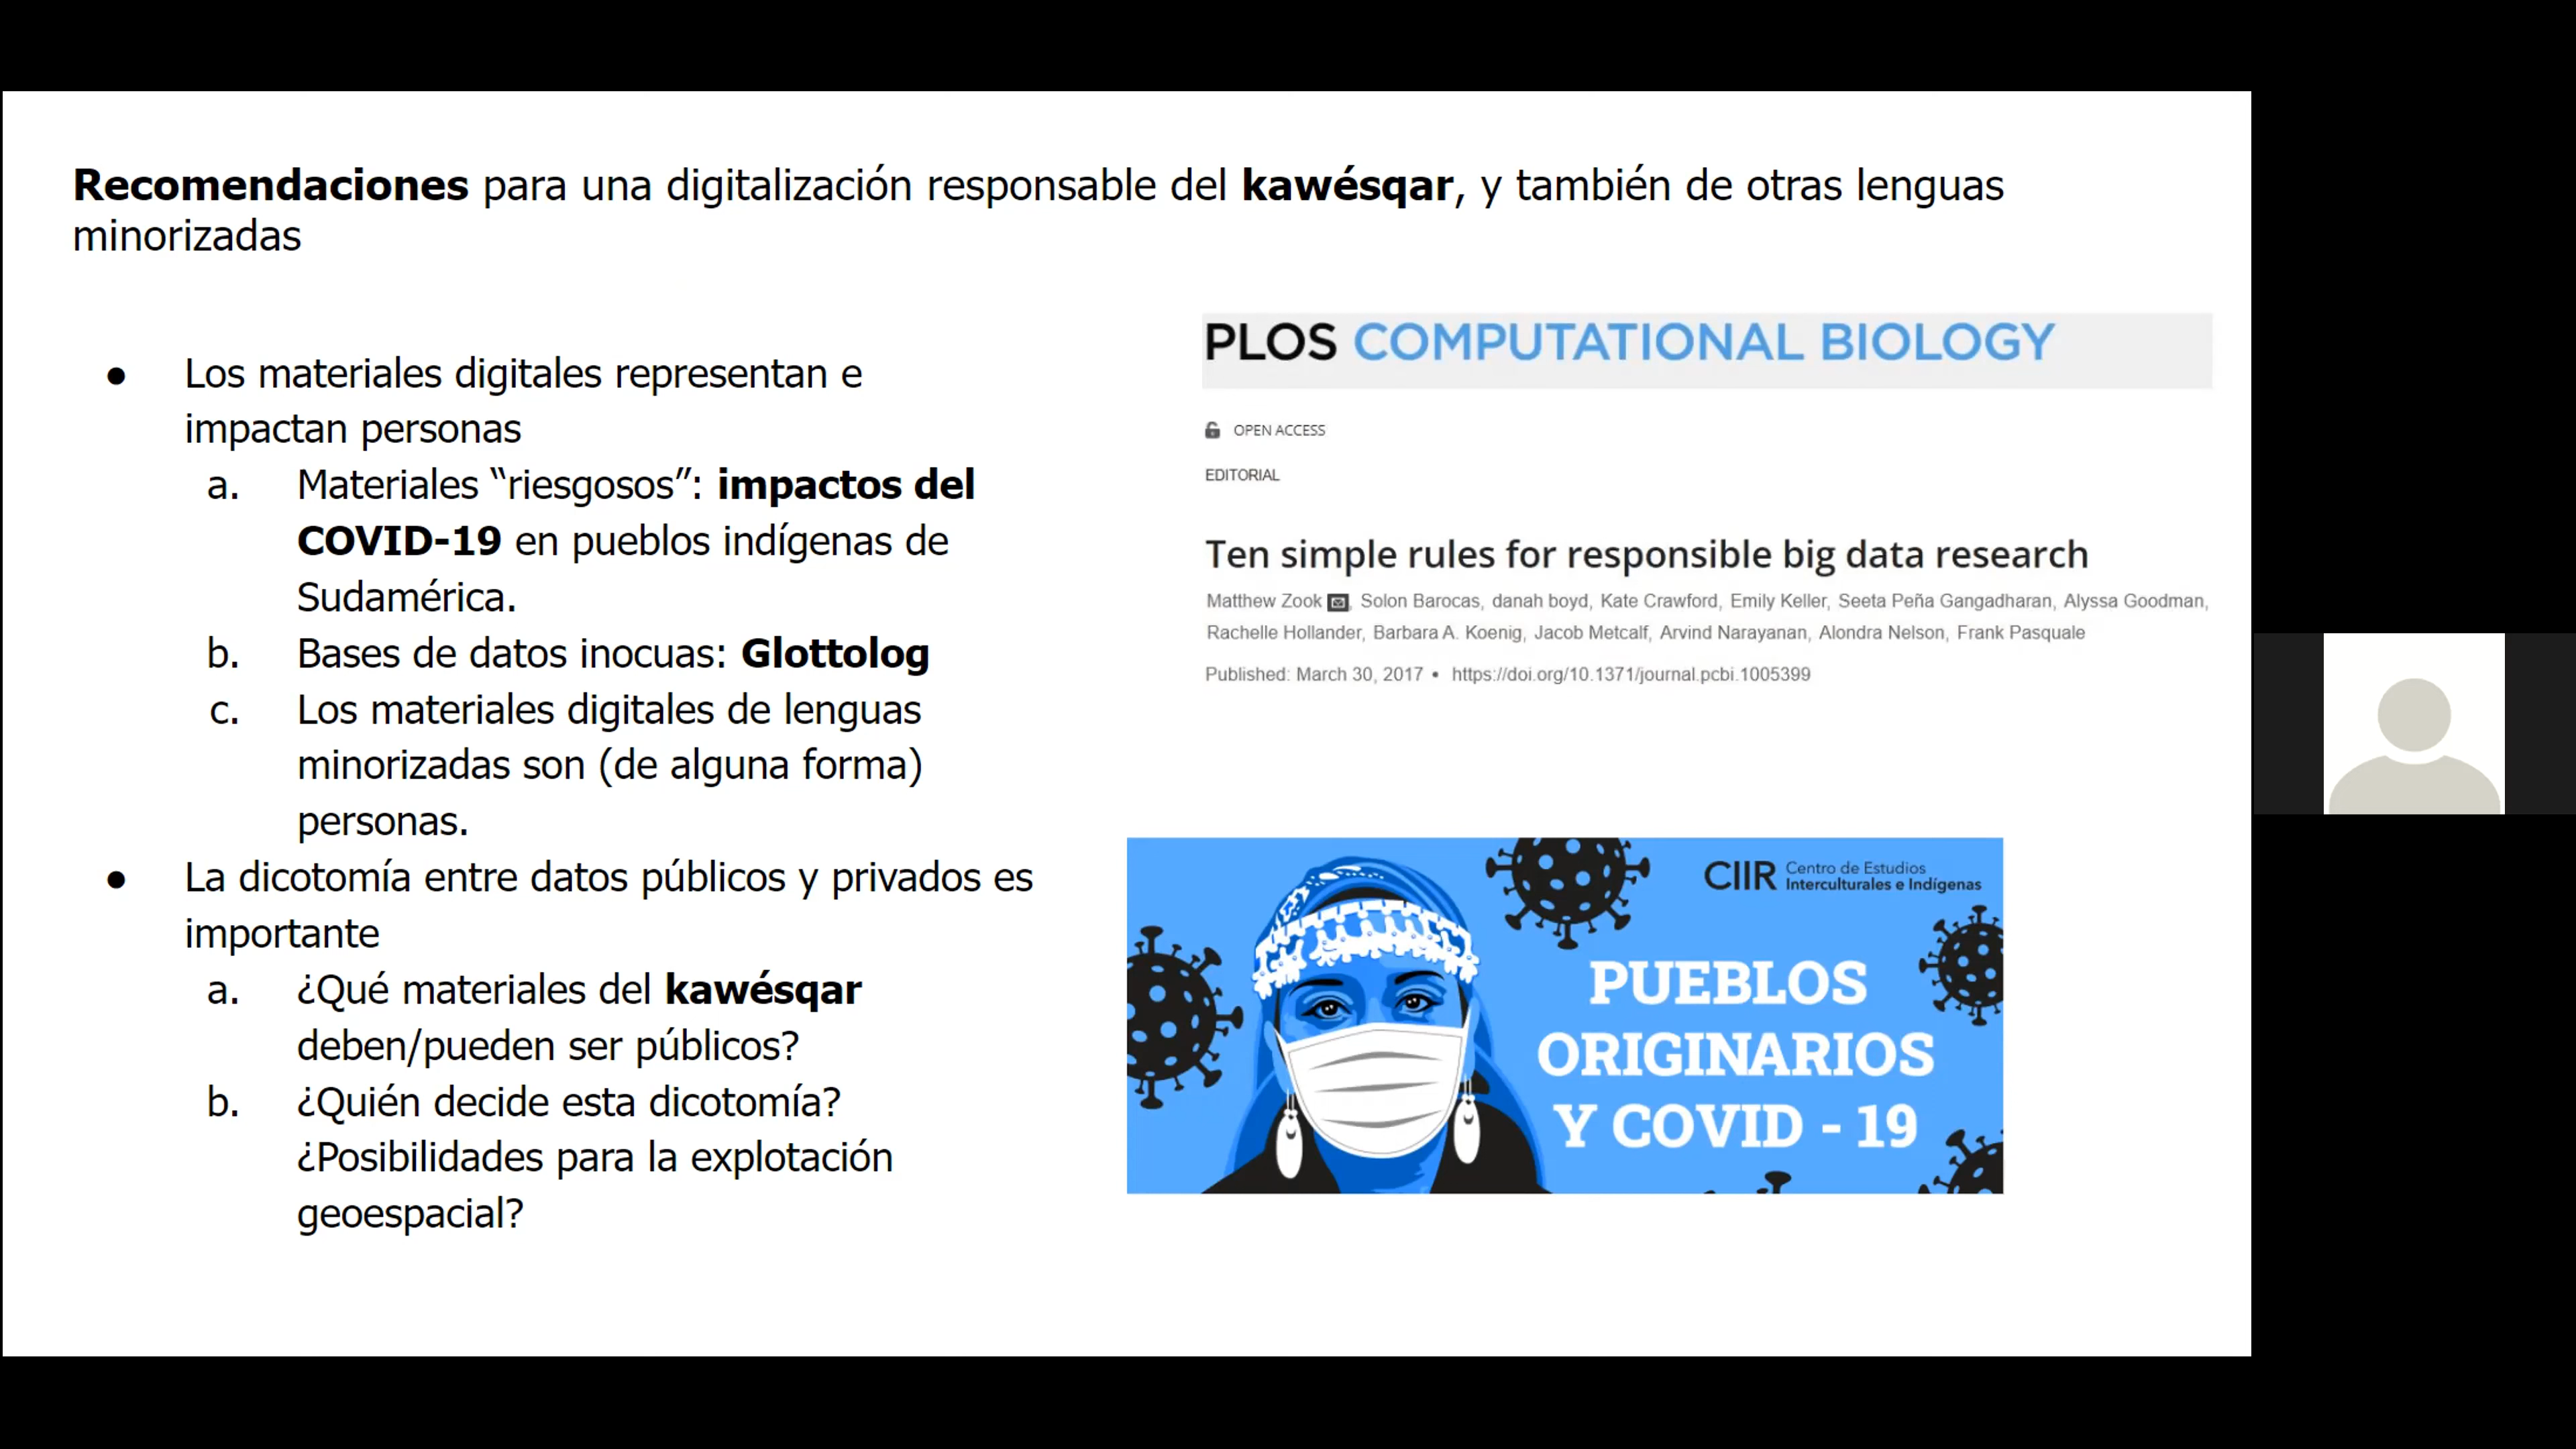 Recomendaciones para una digitalización responsable del kawésqar, y también de otras lenguas
minorizadas
● Los materiales digitales representan e
impactan personas
a. Materiales “riesgosos”: impactos del
COVID-19 en pueblos indígenas de
Sudamérica.
b. Bases de datos inocuas: Glottolog
c. Los materiales digitales de lenguas
minorizadas son (de alguna forma)
personas.
● La dicotomía entre datos públicos y privados es
importante
a. ¿Qué materiales del kawésqar
deben/pueden ser públicos?
b. ¿Quién decide esta dicotomía?
¿Posibilidades para la explotación
geoespacial?
PLOS COMPUTATIONAL BIOLOGY
OPEN ACCESS
EDITORIAL
Ten simple rules for responsible big data research
Matthew Zook, Solon Barocas, danah boyd, Kate Crawford, Emily Keller, Seeta Peña Gangadharan, Alyssa Goodman,
Rachelle Hollander, Barbara A. Koenig, Jacob Metcalf, Arvind Narayanan, Alondra Nelson, Frank Pasquale
Published: March 30, 2017 • https://doi.org/10.1371/journal.pcbi.1005399
CIIR Centro de Estudios
Interculturales e Indígenas
PUEBLOS
ORIGINARIOS
Y COVID - 19